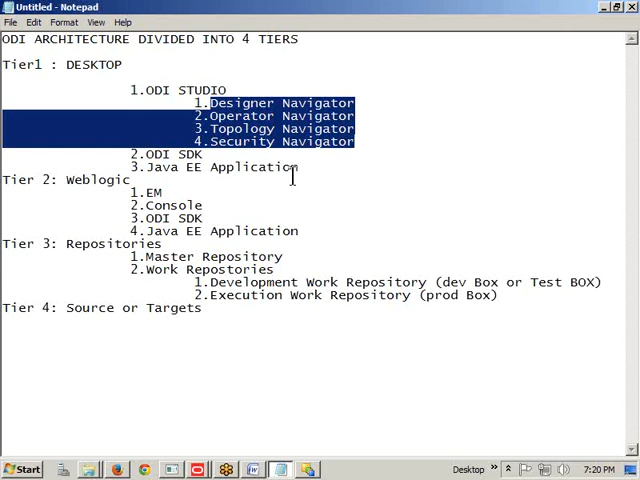 Untitled - Notepad
File Edit Format View Help
ODI ARCHITECTURE DIVIDED INTO 4 TIERS
Tier1 : DESKTOP
1.ODI STUDIO
1.Designer Navigator
2.Operator Navigator
3.Topology Navigator
4.Security Navigator
2.ODI SDK
3.Java EE Application
Tier 2: Weblogic
1.EM
2.Console
3.ODI SDK
4.Java EE Application
Tier 3: Repositories
1.Master Repository
2.Work Repostories
1.Development Work Repository (dev Box or Test BOX)
2.Execution Work Repository (prod Box)
Tier 4: Source or Targets
Start Desktop » 7:20 PM